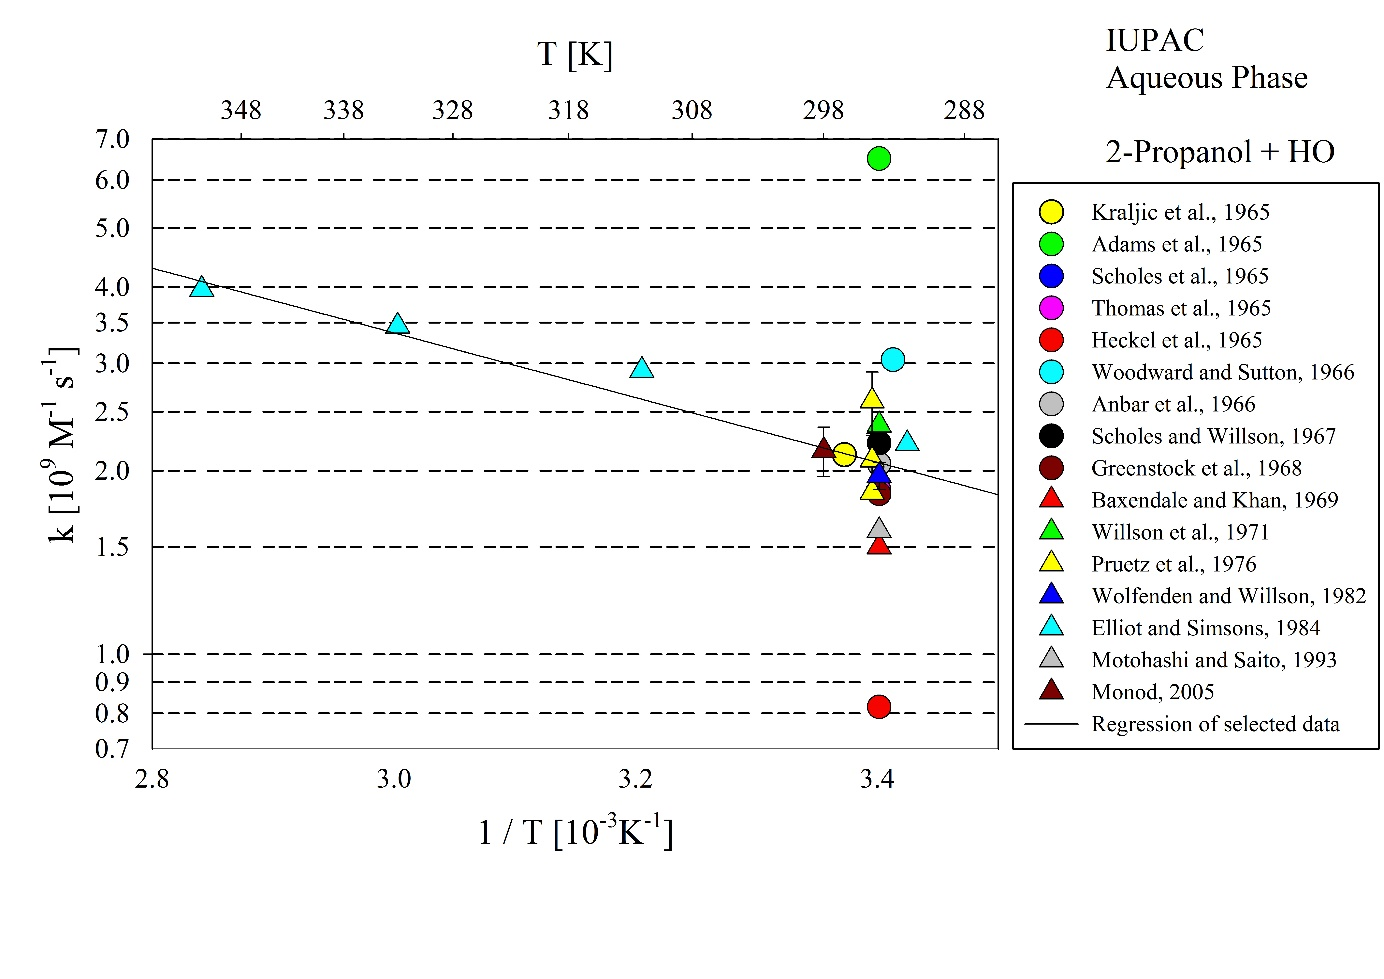 IUPAC
Aqueous Phase
2-Propanol + HO
T [K]
348 338 328 318 308 298 288
7.0
6.0
5.0
4.0
3.5
3.0
2.5
2.0
1.5
1.0
0.9
0.8
0.7
k [10⁹ M⁻¹ s⁻¹]
2.8 3.0 3.2 3.4
1 / T [10⁻³K⁻¹]
Kraljic et al., 1965
Adams et al., 1965
Scholes et al., 1965
Thomas et al., 1965
Heckel et al., 1965
Woodward and Sutton, 1966
Anbar et al., 1966
Scholes and Willson, 1967
Greenstock et al., 1968
Baxendale and Khan, 1969
Willson et al., 1971
Pruetz et al., 1976
Wolfenden and Willson, 1982
Elliot and Simsons, 1984
Motohashi and Saito, 1993
Monod, 2005
Regression of selected data